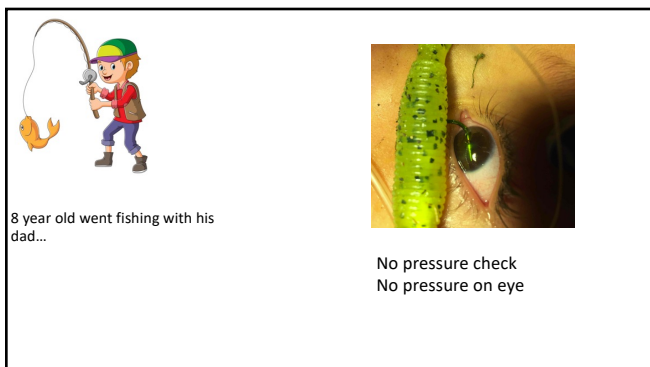 8 year old went fishing with his
dad…
No pressure check
No pressure on eye